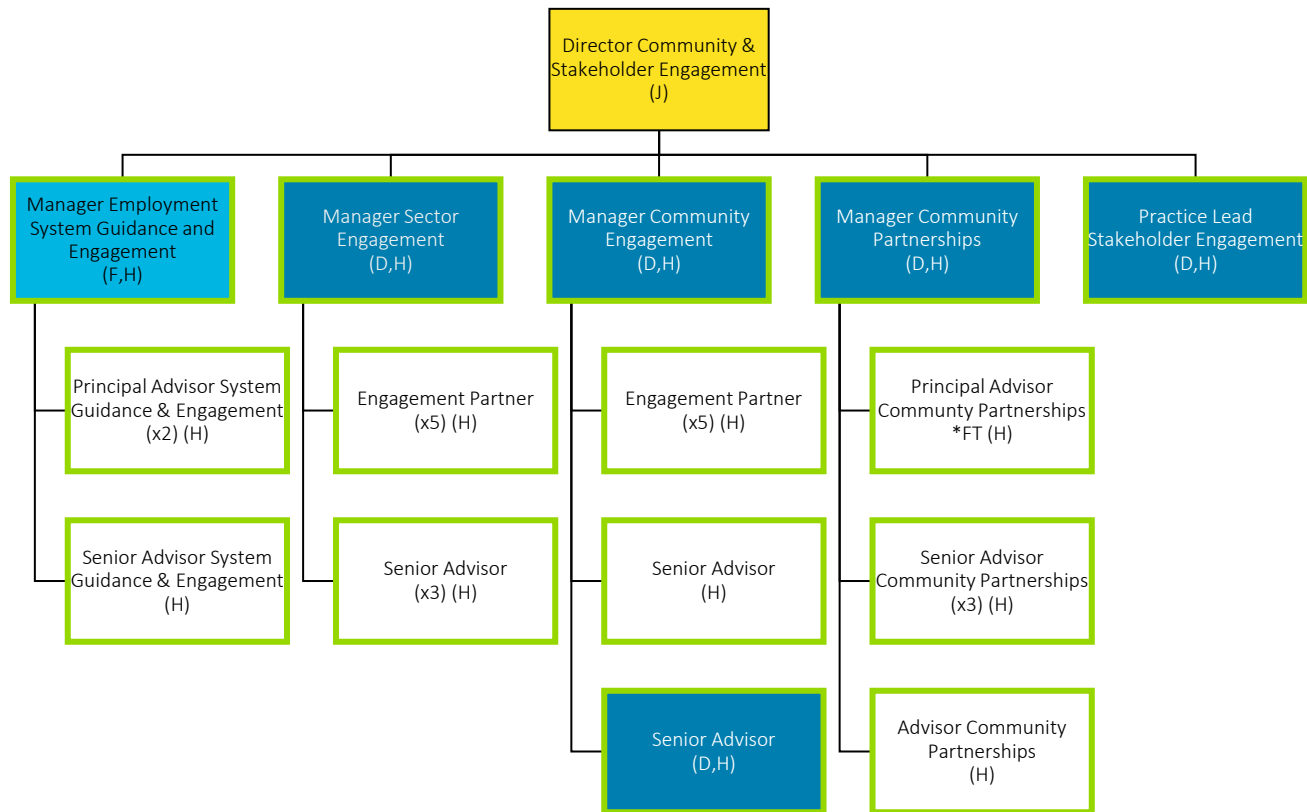 Director Community &
Stakeholder Engagement
(J)
Manager Employment
System Guidance and
Engagement
(F,H)
Manager Sector
Engagement
(D,H)
Manager Community
Engagement
(D,H)
Manager Community
Partnerships
(D,H)
Practice Lead
Stakeholder Engagement
(D,H)
Principal Advisor System
Guidance & Engagement
(x2) (H)
Engagement Partner
(x5) (H)
Engagement Partner
(x5) (H)
Principal Advisor
Communty Partnerships
*FT (H)
Senior Advisor System
Guidance & Engagement
(H)
Senior Advisor
(x3) (H)
Senior Advisor
(H)
Senior Advisor
Community Partnerships
(x3) (H)
Senior Advisor
(D,H)
Advisor Community
Partnerships
(H)